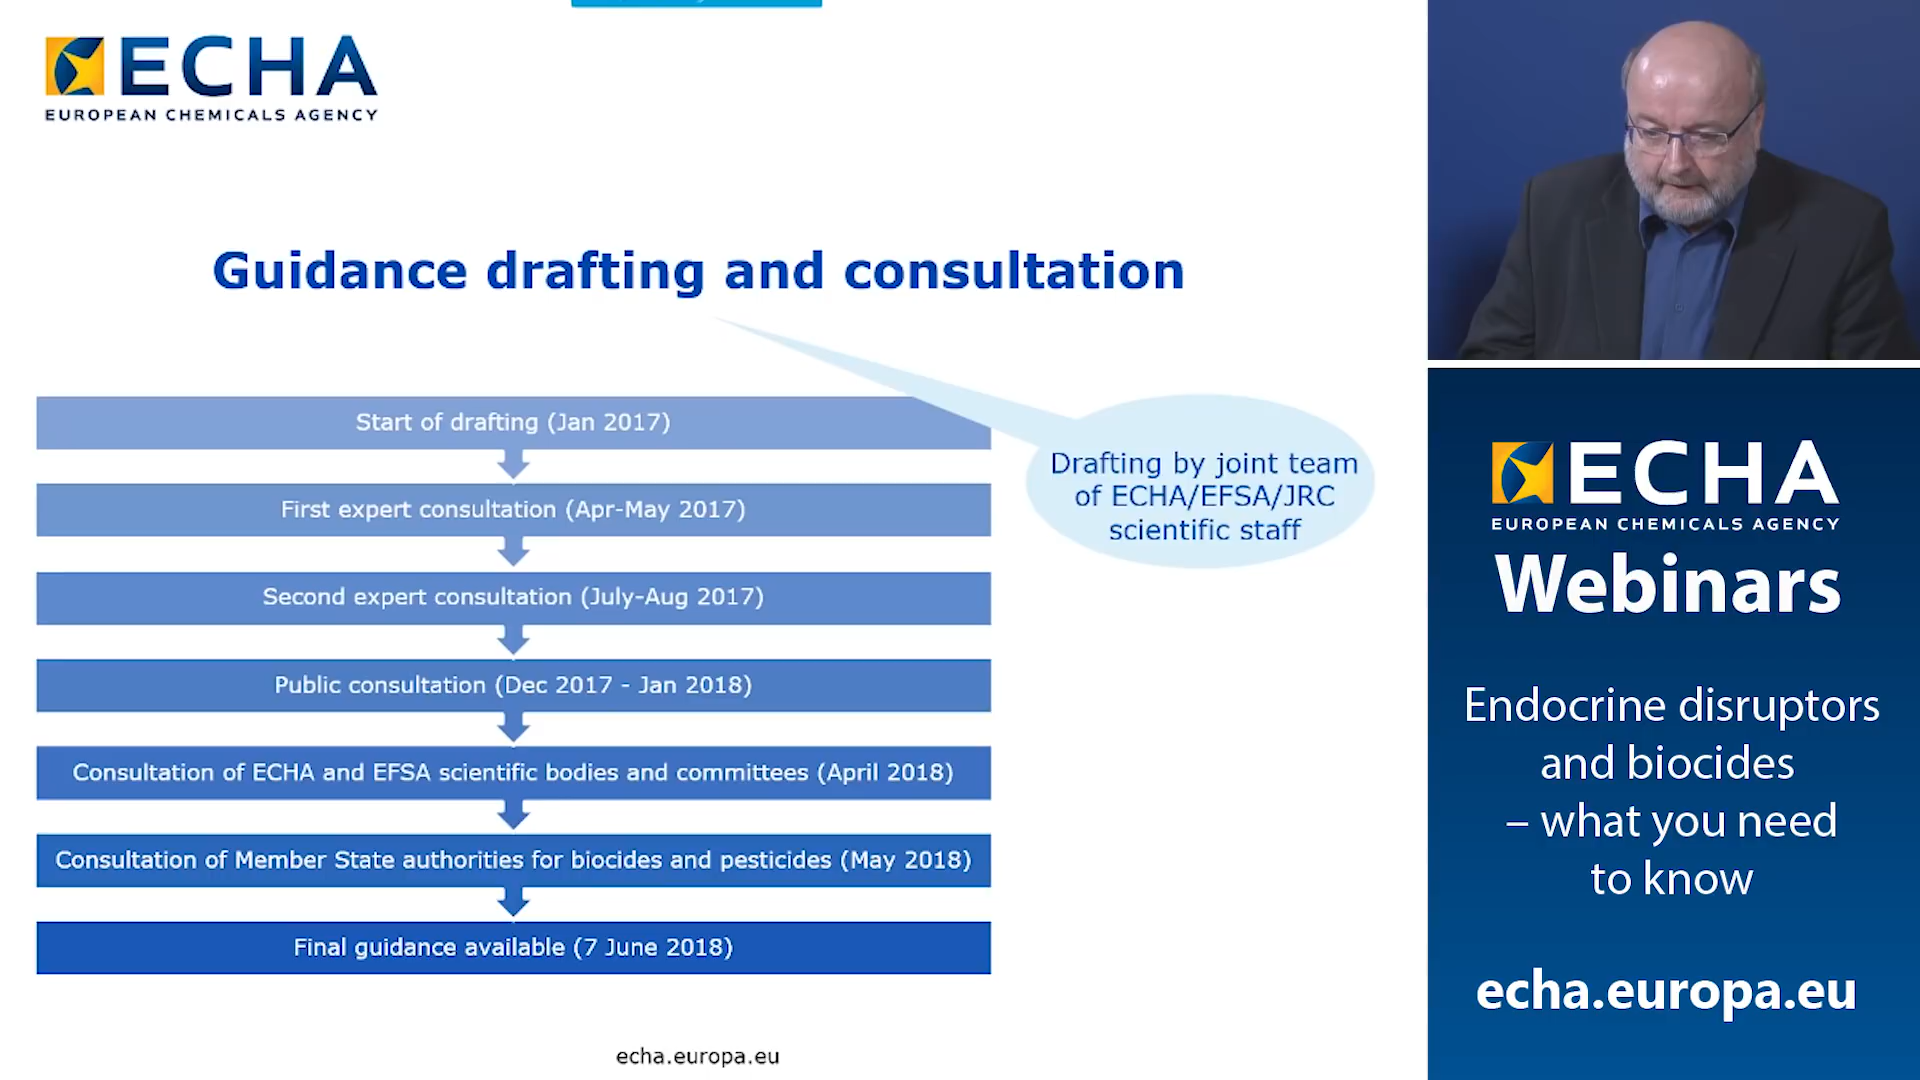 ECHA
EUROPEAN CHEMICALS AGENCY
Guidance drafting and consultation
Start of drafting (Jan 2017)
First expert consultation (Apr-May 2017)
Second expert consultation (July-Aug 2017)
Public consultation (Dec 2017 - Jan 2018)
Consultation of ECHA and EFSA scientific bodies and committees (April 2018)
Consultation of Member State authorities for biocides and pesticides (May 2018)
Final guidance available (7 June 2018)
Drafting by joint team
of ECHA/EFSA/JRC
scientific staff
echa.europa.eu
ECHA
EUROPEAN CHEMICALS AGENCY
Webinars
Endocrine disruptors
and biocides
– what you need
to know
echa.europa.eu